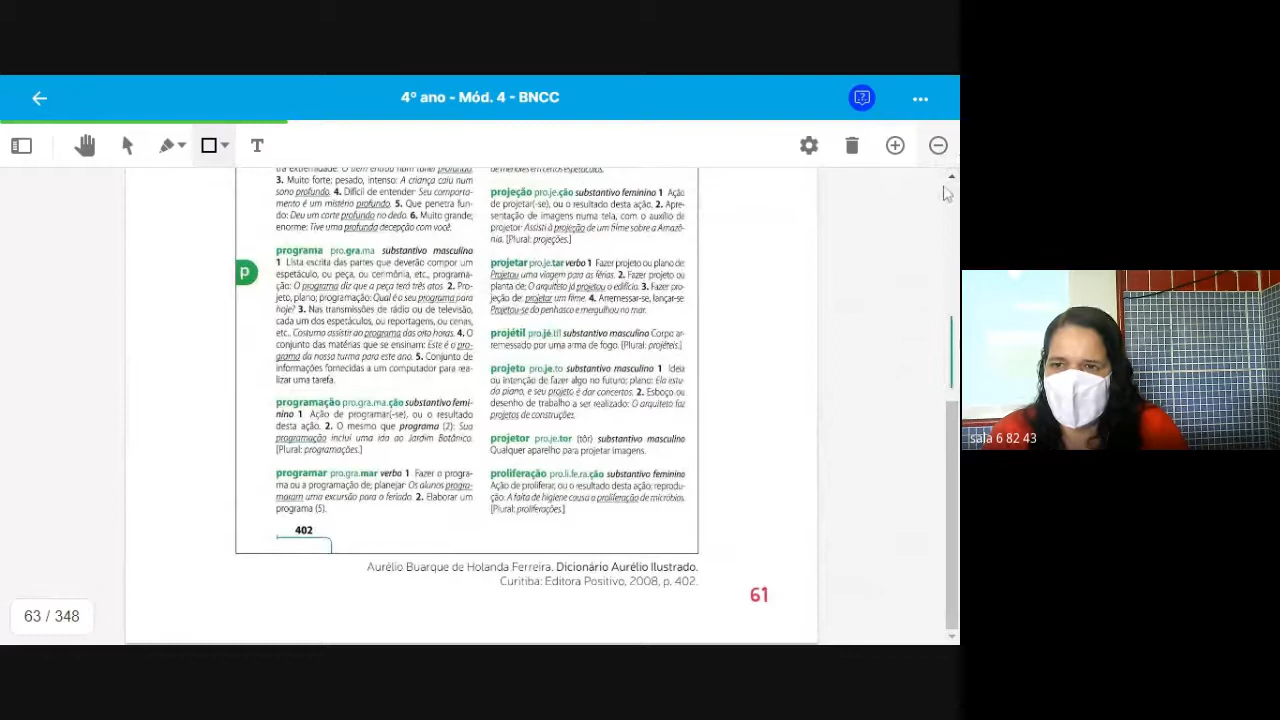 4º ano - Mód. 4 - BNCC
T
tra extremidade: O bem entrou num túnel profundo.
3. Muito forte; pesado, intenso: A criança caiu num
sono profundo. 4. Difícil de entender: Seu comporta-
mento é um mistério profundo. 5. Que penetra fun-
do: Deu um corte profundo no dedo. 6. Muito grande;
enorme: Tive uma profunda decepção com você.
programa pro.gra.ma substantivo masculino
1 Lista escrita das partes que deverão compor um
espetáculo, ou peça, ou cerimônia, etc., programa-
ção: O programa diz que a peça terá três atos. 2. Pro-
jeto, plano; programação: Qual é o seu programa para
hoje? 3. Nas transmissões de rádio ou de televisão,
cada um dos espetáculos, ou reportagens, ou cenas,
etc.. Costumo assistir ao programa das oito horas. 4. O
conjunto das matérias que se ensinam: Este é o pro-
grama da nossa turma para este ano. 5. Conjunto de
informações fornecidas a um computador para rea-
lizar uma tarefa.
programação pro.gra.ma.ção substantivo femi-
nino 1 Ação de programar(-se), ou o resultado
desta ação. 2. O mesmo que programa (2): Sua
programação inclui uma ida ao Jardim Botânico.
[Plural: programações.]
programar pro.gra.mar verbo 1 Fazer o progra-
ma ou a programação de; planejar: Os alunos progra-
maram uma excursão para o feriado. 2. Elaborar um
programa (5).
402
de menores em certos espetáculos.
projeção pro.je.ção substantivo feminino 1 Ação
de projetar(-se), ou o resultado desta ação. 2. Apre-
sentação de imagens numa tela, com o auxílio de
projetor: Assisti à projeção de um filme sobre a Amazô-
nia. [Plural: projeções.]
projetar pro.je.tar verbo 1 Fazer projeto ou plano de:
Projetou uma viagem para as férias. 2. Fazer projeto ou
planta de: O arquiteto já projetou o edifício. 3. Fazer pro-
jeção de: projetar um filme. 4. Arremessar-se, lançar-se:
Projetou-se do penhasco e mergulhou no mar.
projétil pro.jé.til substantivo masculino Corpo ar-
remessado por uma arma de fogo. [Plural: projéteis.]
projeto pro.je.to substantivo masculino 1 Ideia
ou intenção de fazer algo no futuro; plano: Ela estu-
da piano, e seu projeto é dar concertos. 2. Esboço ou
desenho de trabalho a ser realizado: O arquiteto faz
projetos de construções.
projetor pro.je.tor (tôr) substantivo masculino
Qualquer aparelho para projetar imagens.
proliferação pro.li.fe.ra.ção substantivo feminino
Ação de proliferar, ou o resultado desta ação; reprodu-
ção: A falta de higiene causa a proliferação de micróbios.
[Plural: proliferações.]
p
Aurélio Buarque de Holanda Ferreira. Dicionário Aurélio Ilustrado.
Curitiba: Editora Positivo, 2008, p. 402.
61
63 / 348
sala 6 82 43